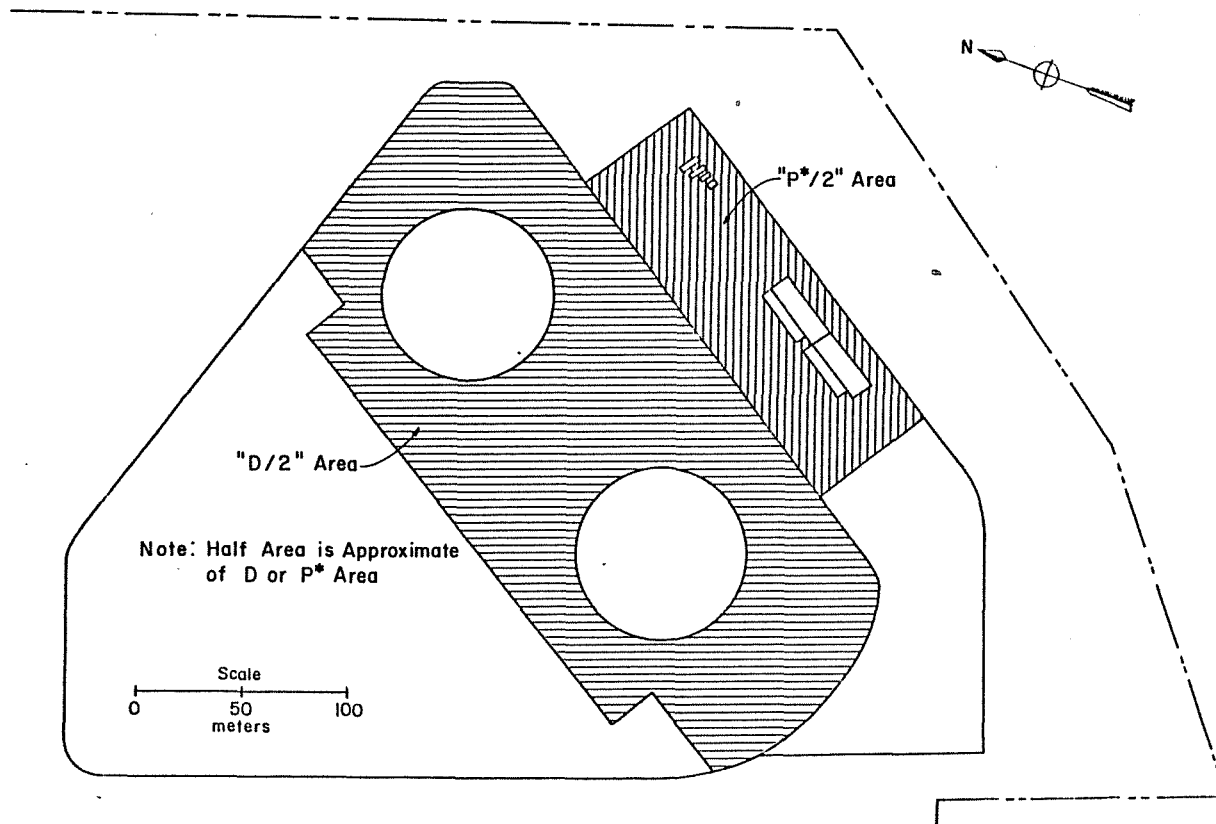 N
"P*/2" Area
"D/2" Area
Note: Half Area is Approximate
of D or P* Area
Scale
0 50 100
meters